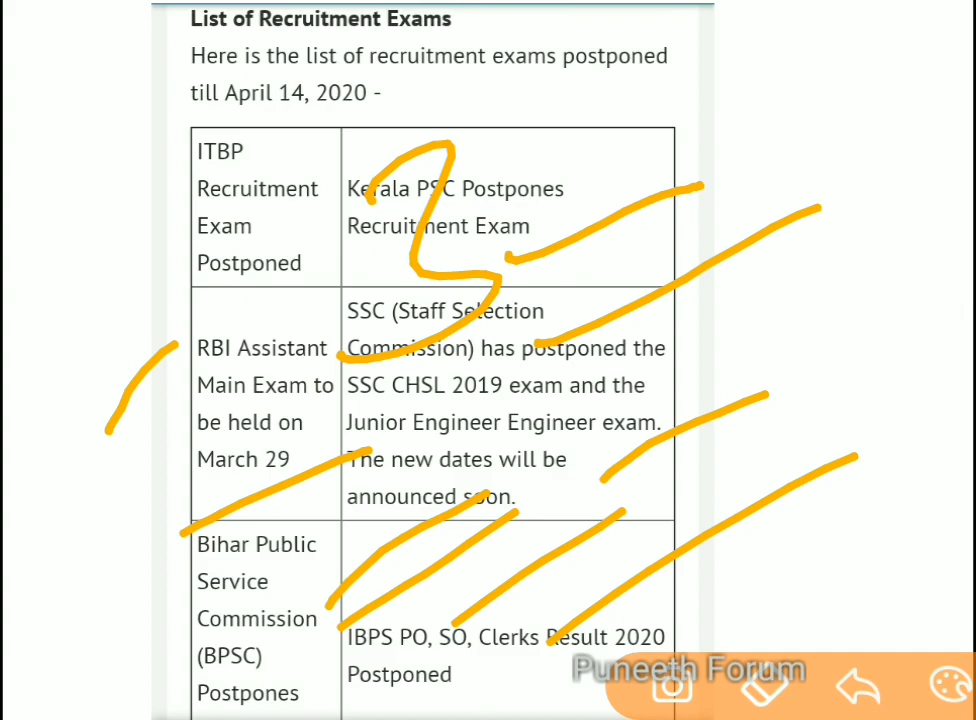 List of Recruitment Exams
Here is the list of recruitment exams postponed
till April 14, 2020 -
ITBP
Recruitment
Exam
Postponed
Kerala PSC Postpones
Recruitment Exam
RBI Assistant
Main Exam to
be held on
March 29
SSC (Staff Selection
Commission) has postponed the
SSC CHSL 2019 exam and the
Junior Engineer Engineer exam.
The new dates will be
announced soon.
Bihar Public
Service
Commission
(BPSC)
Postpones
IBPS PO, SO, Clerks Result 2020
Postponed
Puneeth Forum